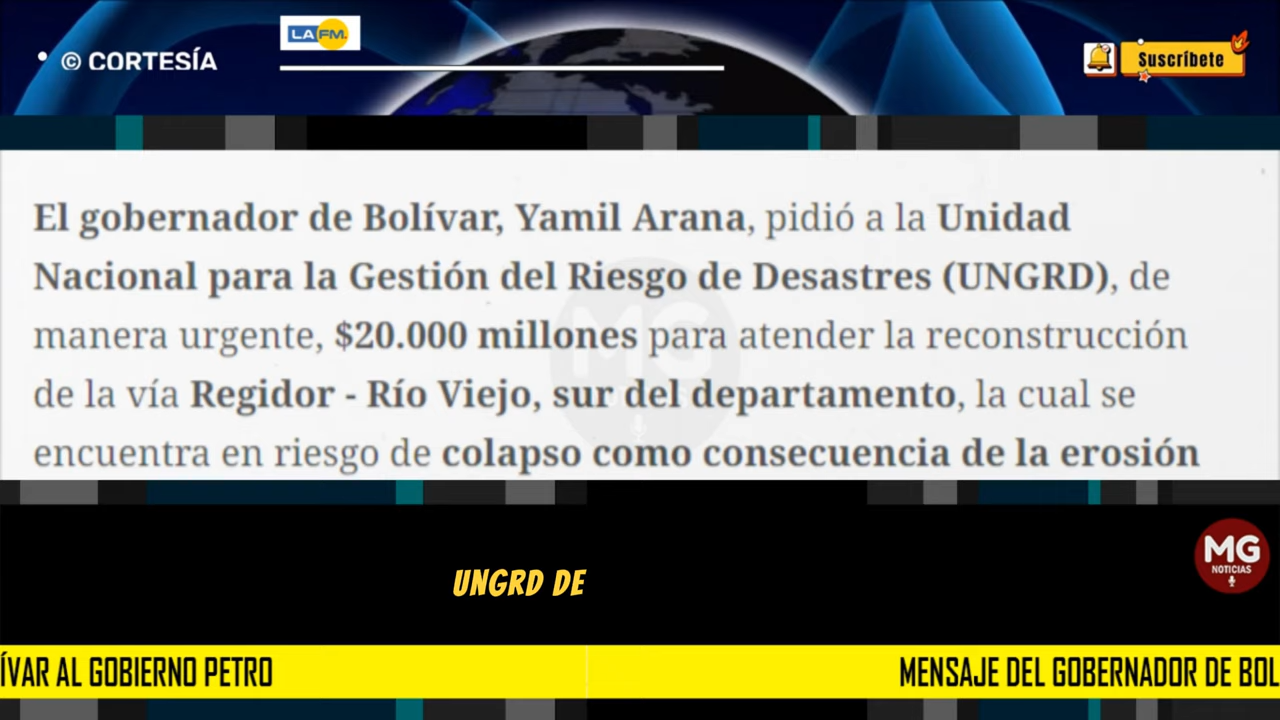 © CORTESÍA
LA FM
Suscríbete
El gobernador de Bolívar, Yamil Arana, pidió a la Unidad
Nacional para la Gestión del Riesgo de Desastres (UNGRD), de
manera urgente, $20.000 millones para atender la reconstrucción
de la vía Regidor - Río Viejo, sur del departamento, la cual se
encuentra en riesgo de colapso como consecuencia de la erosión
MG
UNGRD DE
MG
NOTICIAS
ÍVAR AL GOBIERNO PETRO
MENSAJE DEL GOBERNADOR DE BOL